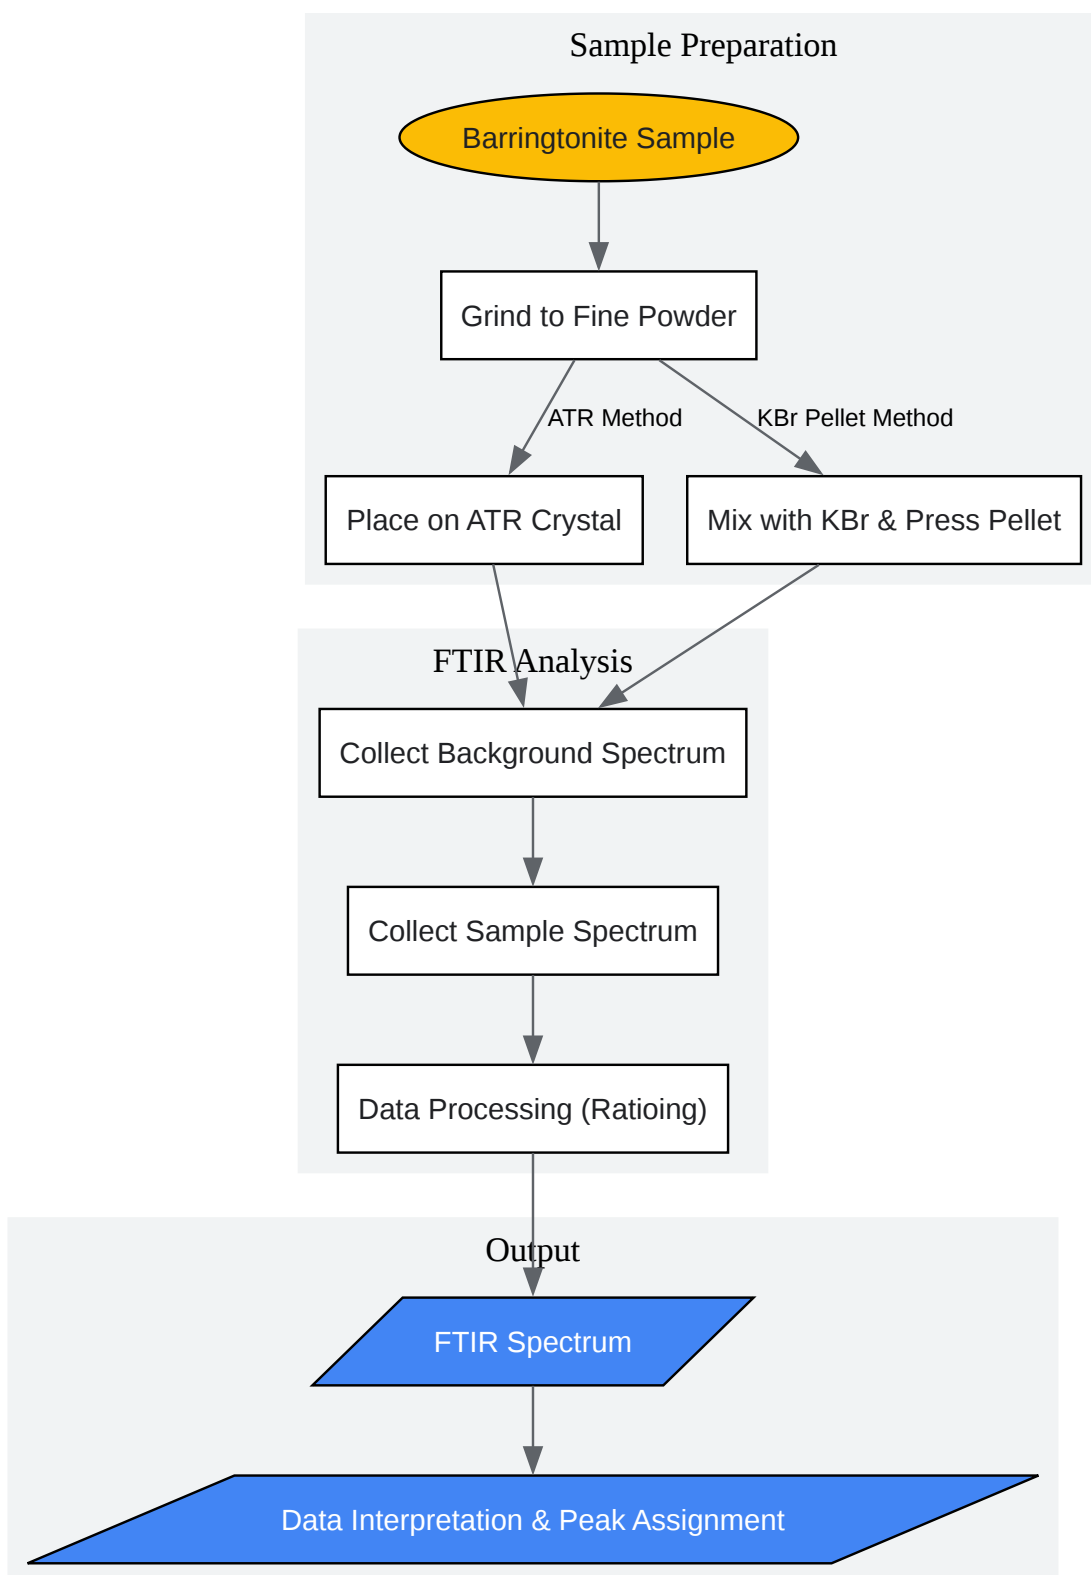 Sample Preparation
Barringtonite Sample
Grind to Fine Powder
ATR Method
KBr Pellet Method
Place on ATR Crystal
Mix with KBr & Press Pellet
FTIR Analysis
Collect Background Spectrum
Collect Sample Spectrum
Data Processing (Ratioing)
Output
FTIR Spectrum
Data Interpretation & Peak Assignment